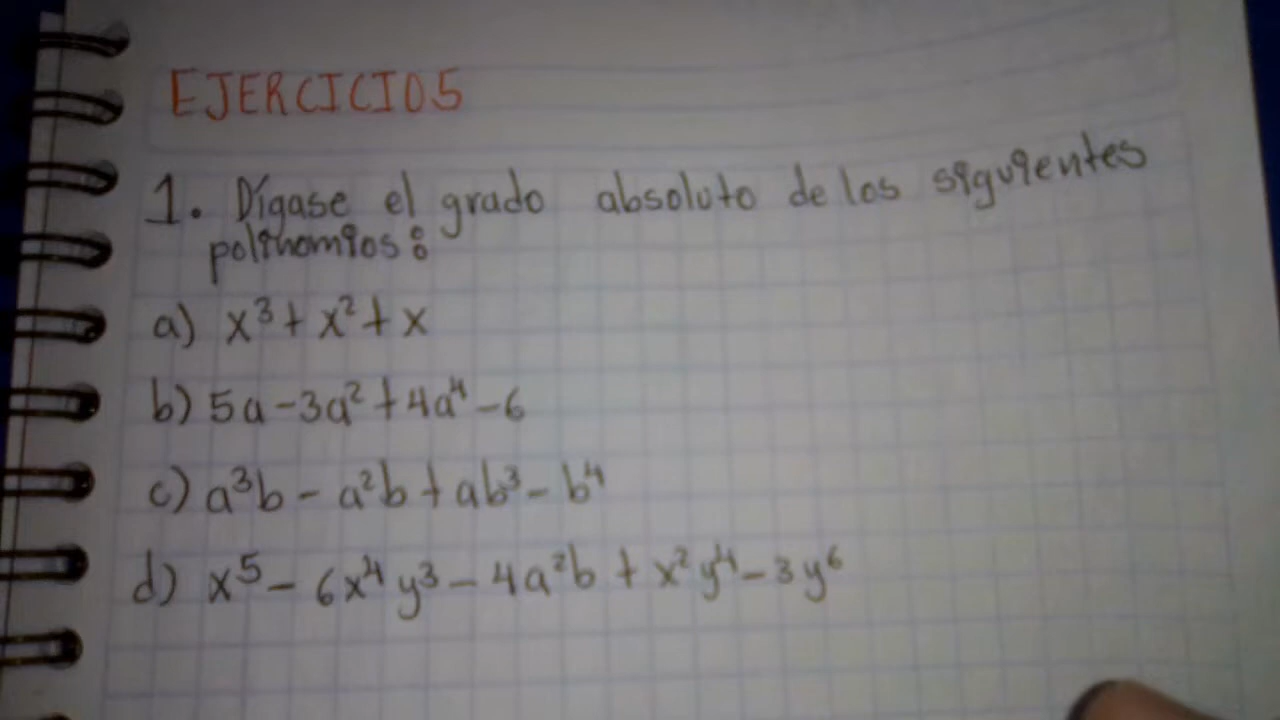 EJERCICIOS
1. Dígase el grado absoluto de los siguientes
polinomios:
a) x³ + x² + x
b) 5a - 3a² + 4a⁴ - 6
c) a³b - a²b + ab³ - b⁴
d) x⁵ - 6x⁴y³ - 4a²b + x²y⁴ - 3y⁶